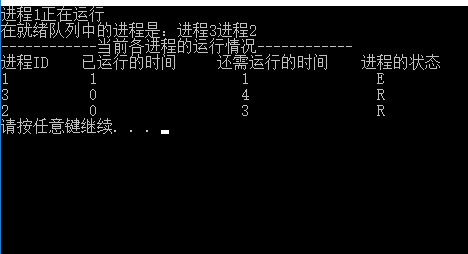 进程1正在运行
在就绪队列中的进程是：进程3进程2
------------当前各进程的运行情况------------
进程ID 已运行的时间 还需运行的时间 进程的状态
1 1 1 E
3 0 4 R
2 0 3 R
请按任意键继续. . .